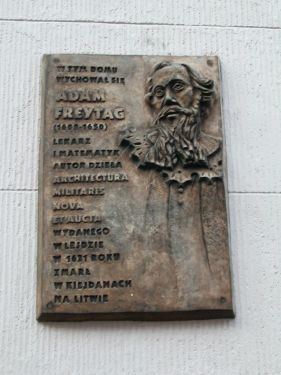 W TYM DOMU
WYCHOWAŁ SIĘ
ADAM
FREYTAG
(1608-1650)
LEKARZ
I MATEMATYK
AUTOR DZIEŁA
ARCHITECTURA
MILITARIS
NOVA
ET AUCTA
WYDANEGO
W LEJDZIE
W 1631 ROKU
ZMARŁ
W KIEJDANACH
NA LITWIE